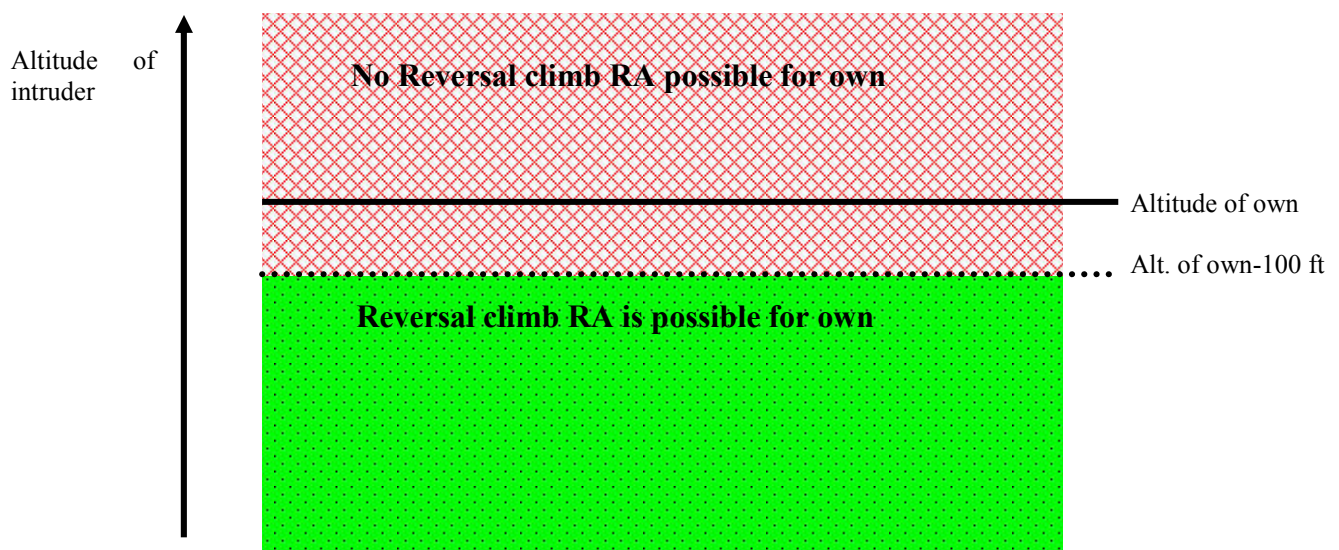 Altitude of
intruder
No Reversal climb RA possible for own
Altitude of own
Alt. of own-100 ft
Reversal climb RA is possible for own